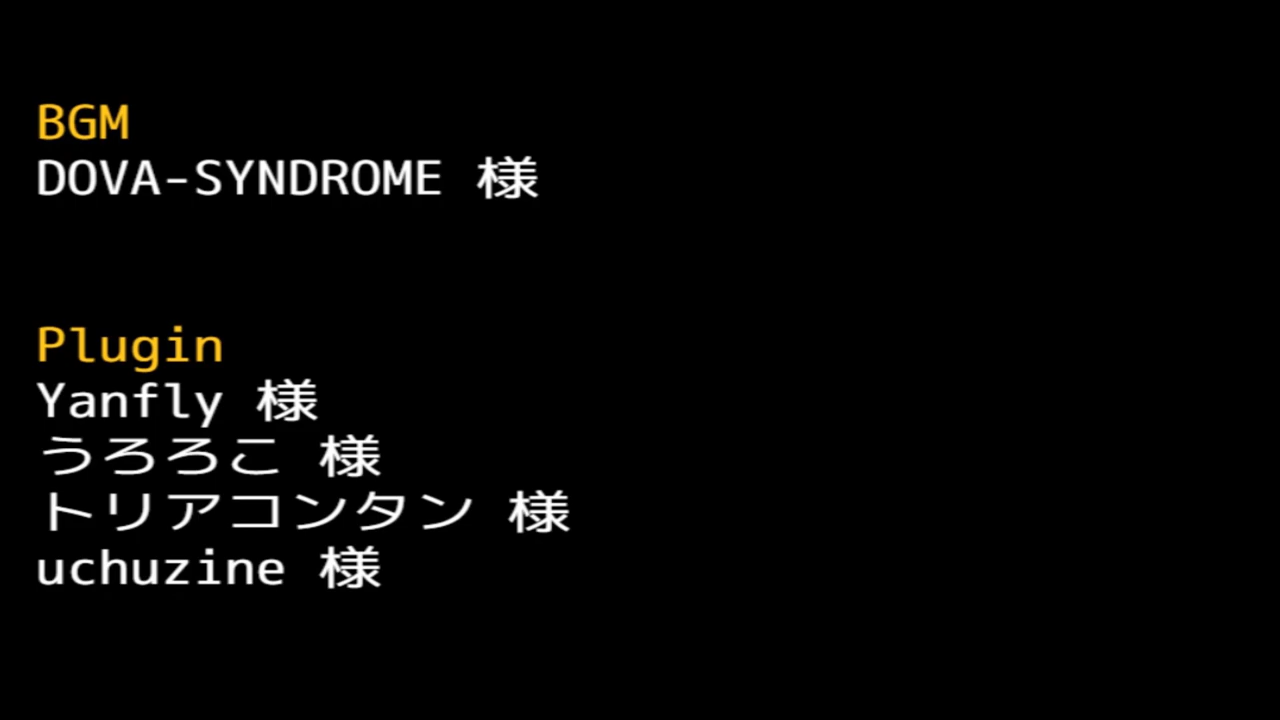 BGM
DOVA-SYNDROME 様
Plugin
Yanfly 様
うろろこ 様
トリアコンタン 様
uchuzine 様